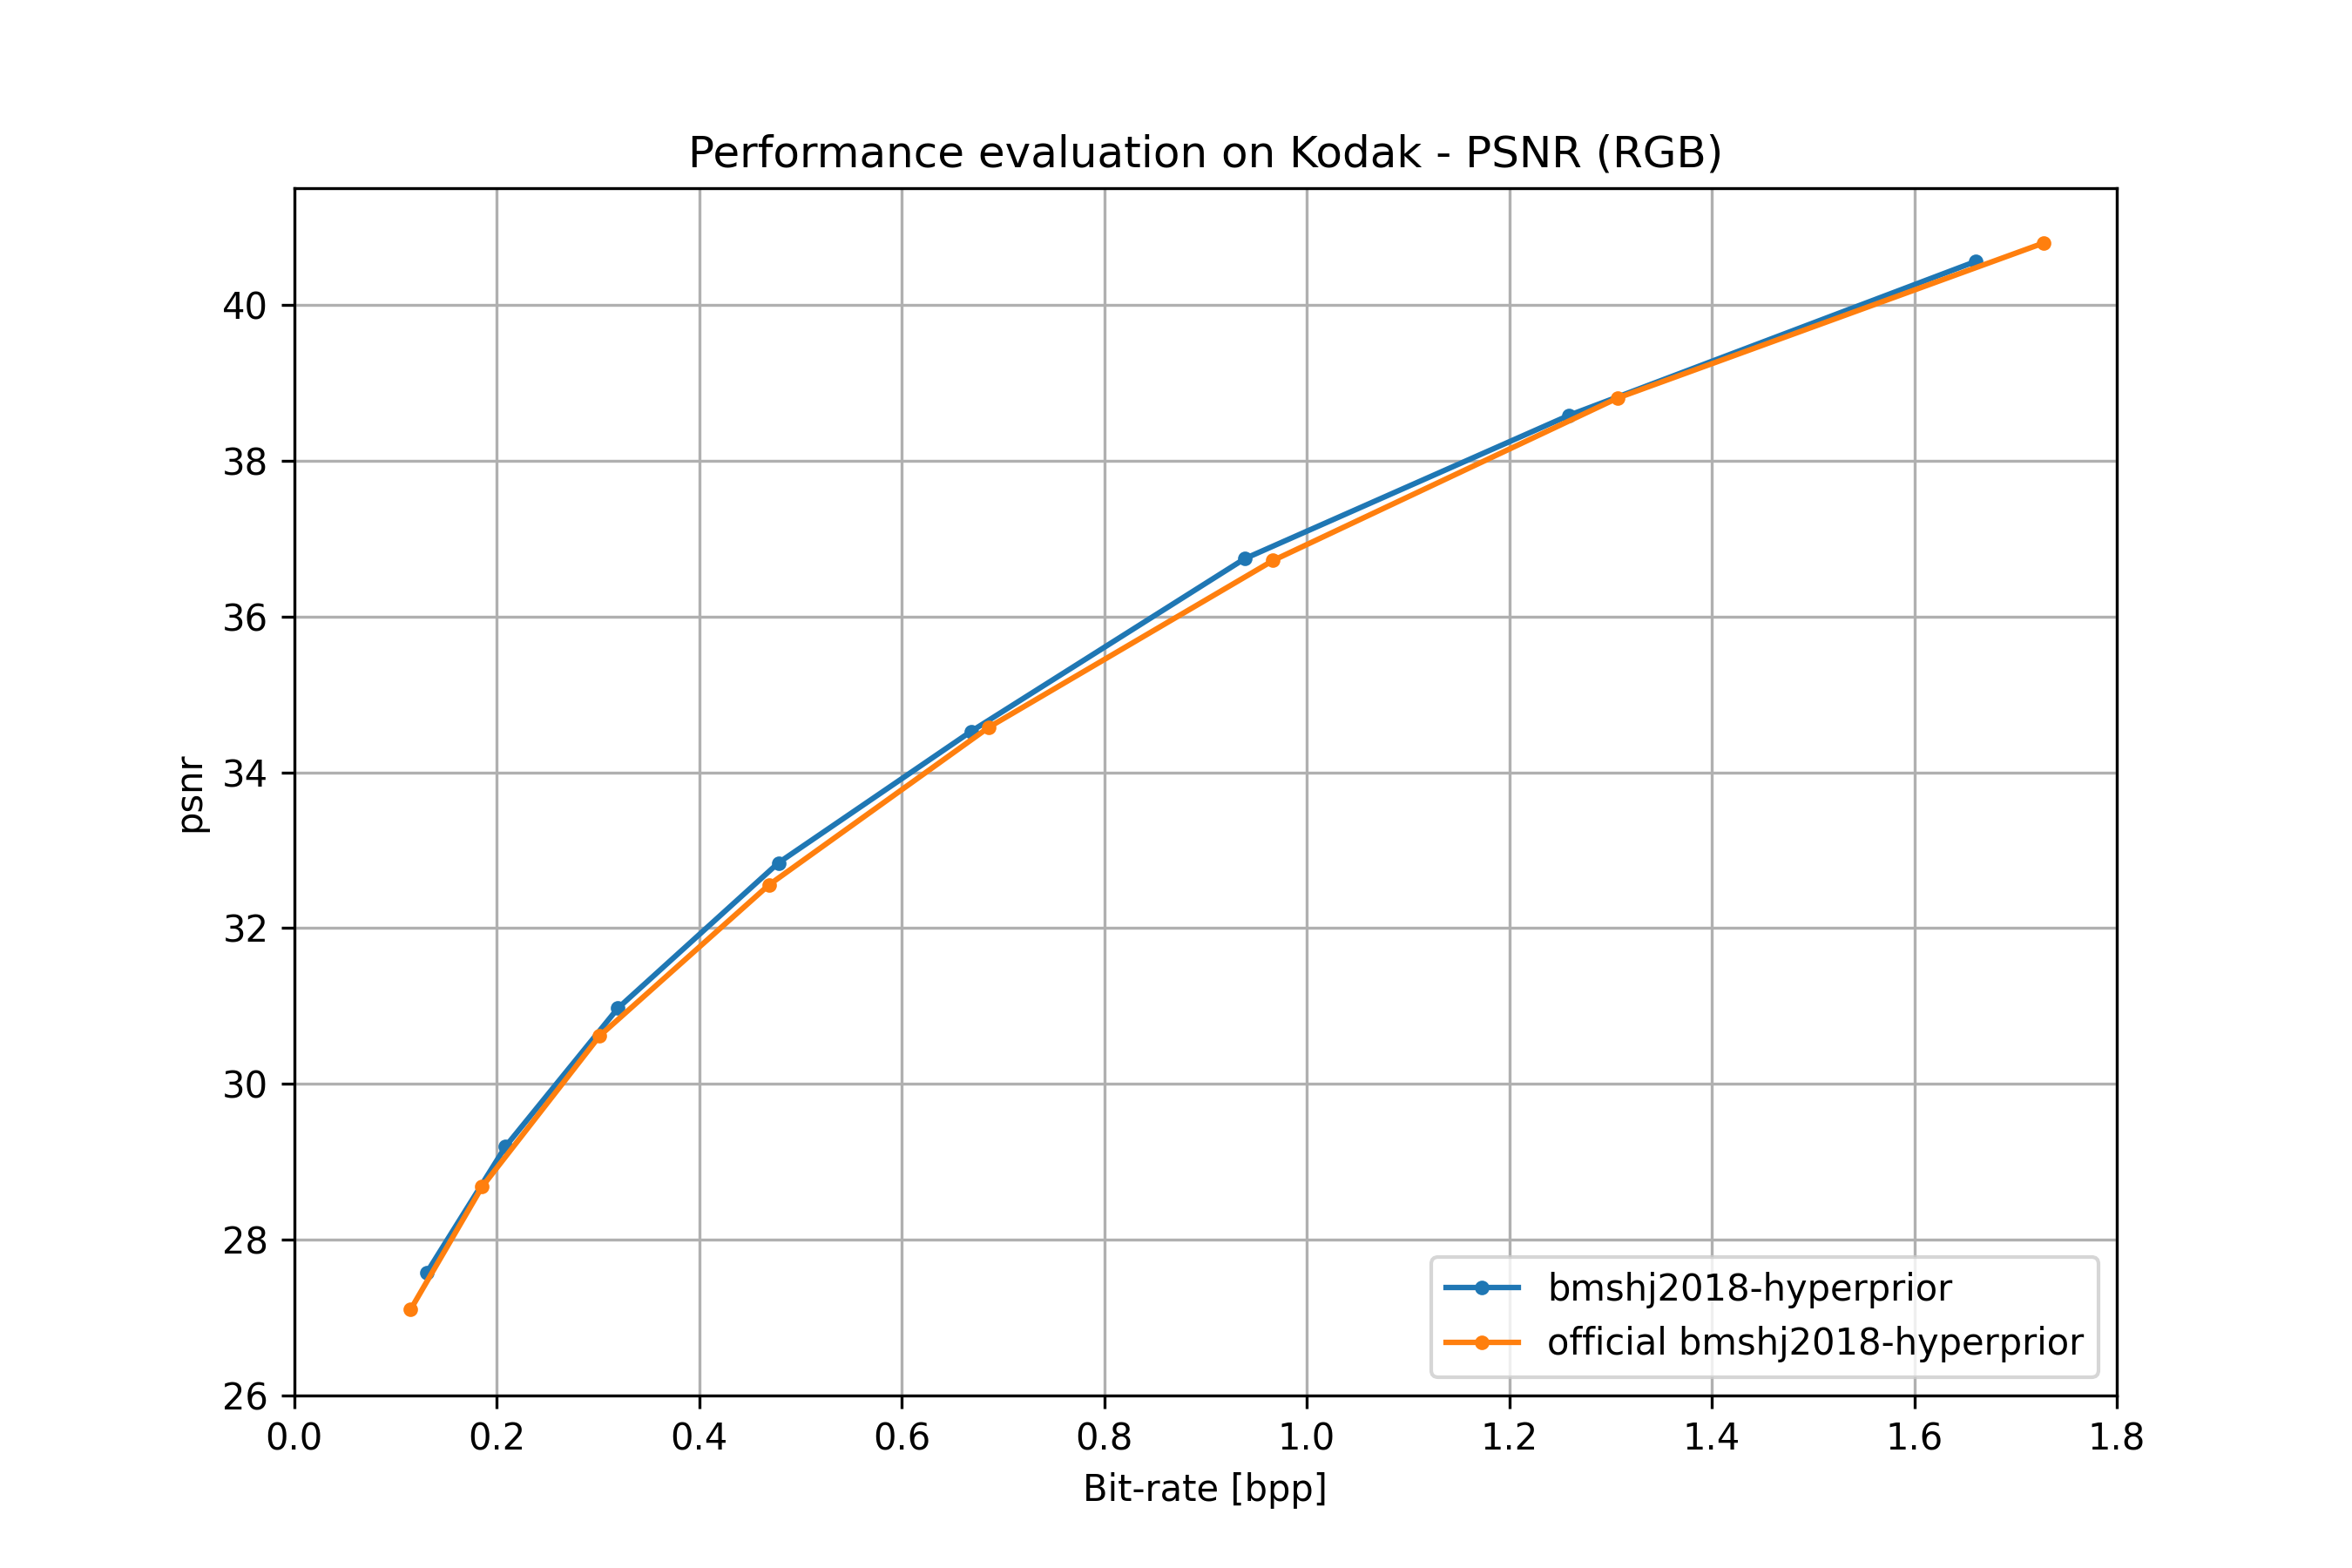 Performance evaluation on Kodak - PSNR (RGB)
psnr
40
38
36
34
32
30
28
26
0.0 0.2 0.4 0.6 0.8 1.0 1.2 1.4 1.6 1.8
Bit-rate [bpp]
bmshj2018-hyperprior
official bmshj2018-hyperprior